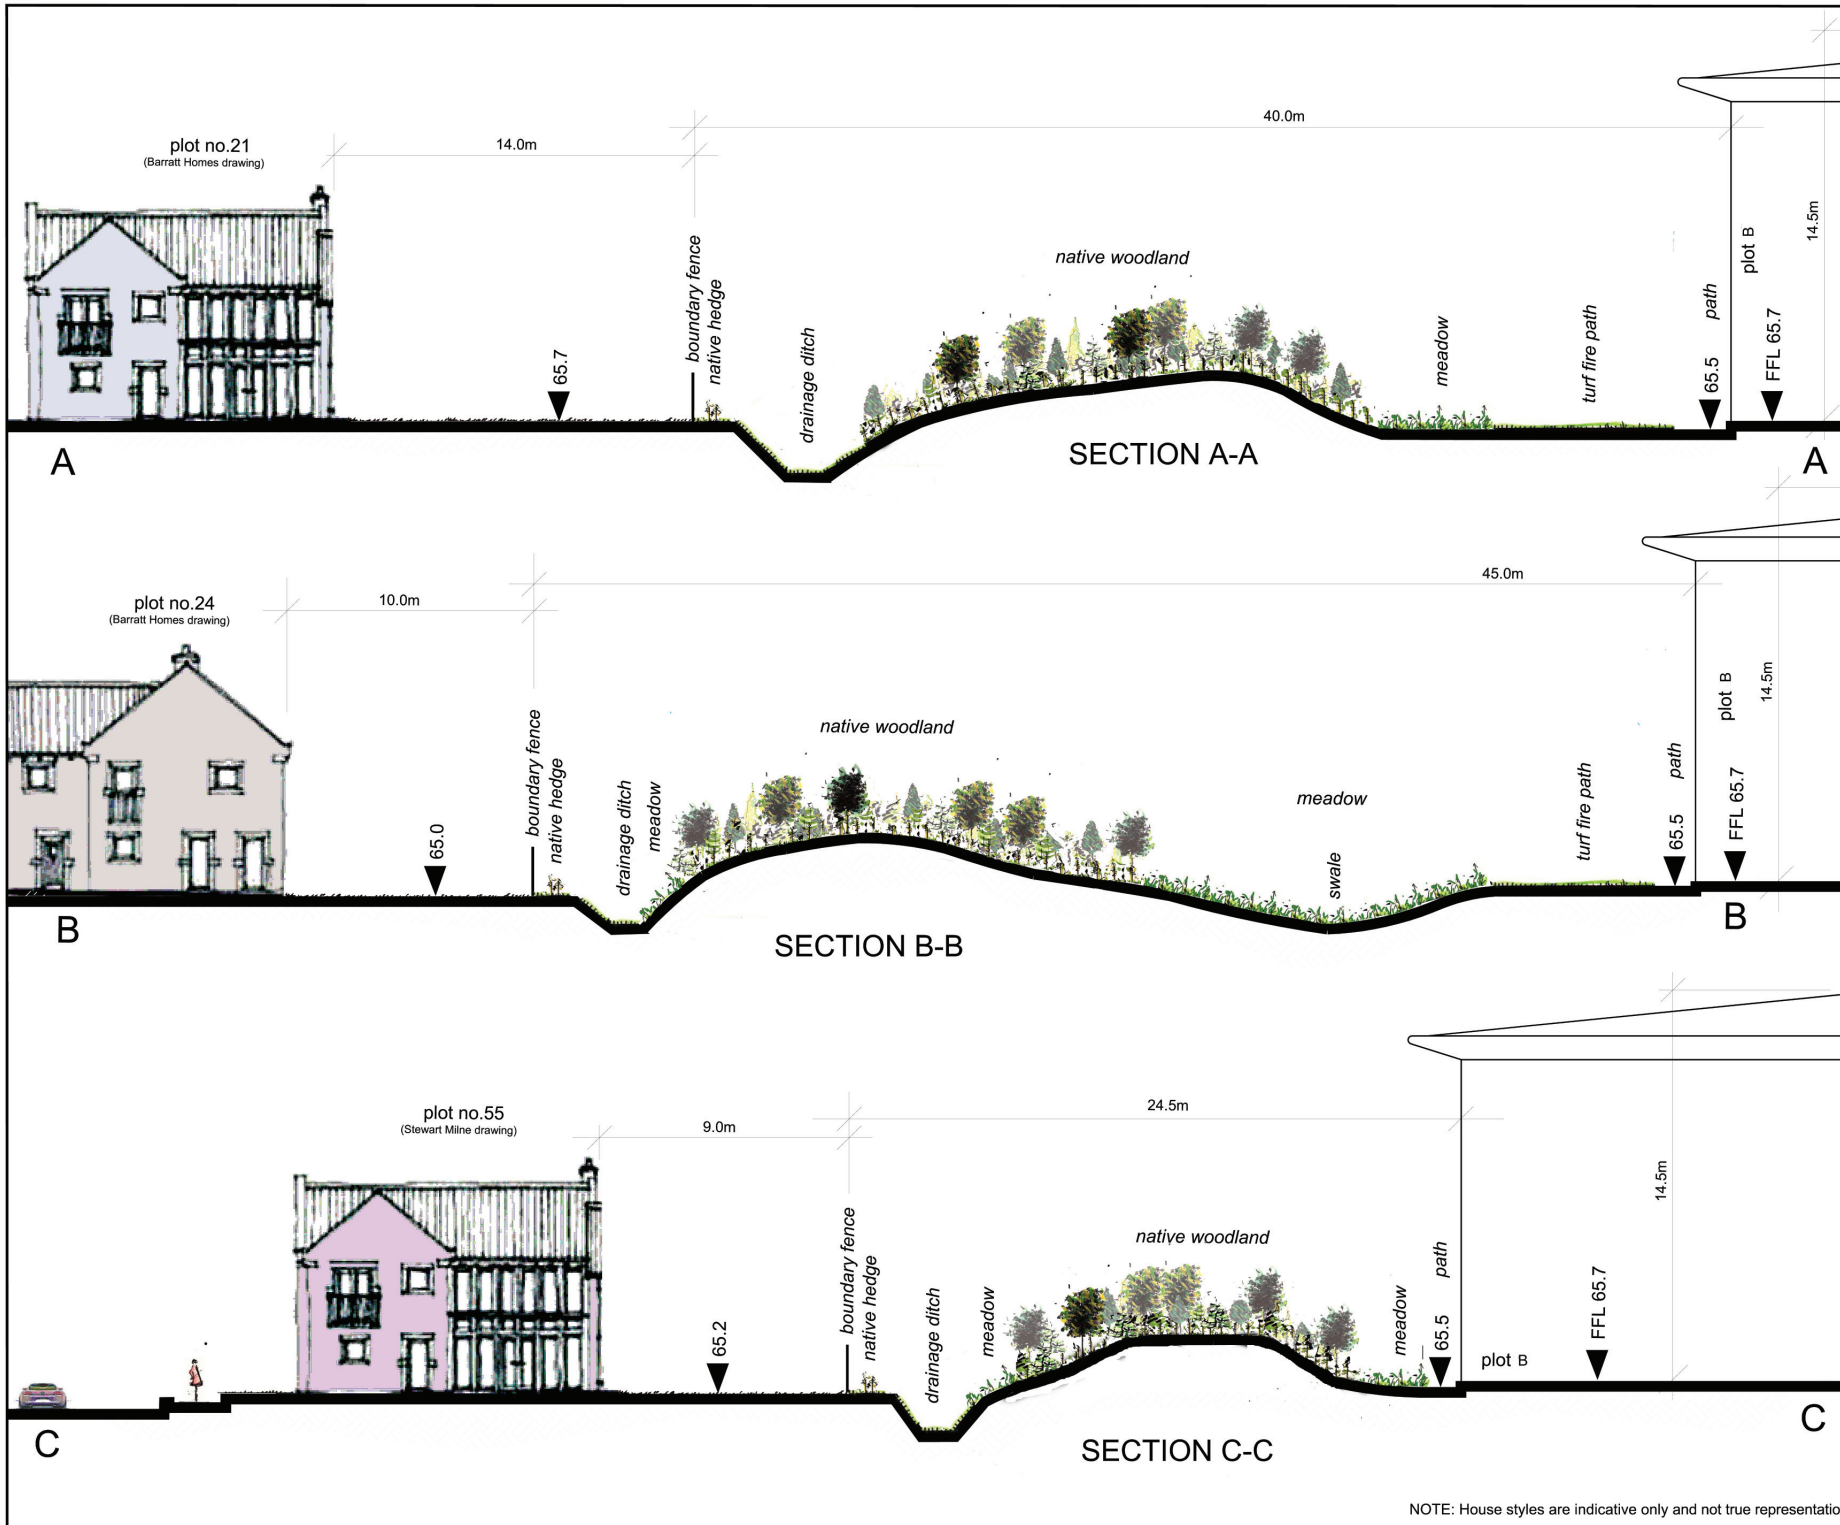 40.0m
14.0m
plot no.21
(Barratt Homes drawing)
boundary fence
native hedge
65.7
drainage ditch
native woodland
meadow
turf fire path
path
65.5
plot B
FFL 65.7
14.5m
A
SECTION A-A
A
45.0m
10.0m
plot no.24
(Barratt Homes drawing)
65.0
boundary fence
native hedge
drainage ditch
meadow
native woodland
meadow
swale
turf fire path
path
65.5
plot B
FFL 65.7
14.5m
B
SECTION B-B
B
24.5m
9.0m
plot no.55
(Stewart Milne drawing)
65.2
boundary fence
native hedge
drainage ditch
meadow
native woodland
meadow
path
65.5
plot B
FFL 65.7
14.5m
C
SECTION C-C
C
NOTE: House styles are indicative only and not true representatio